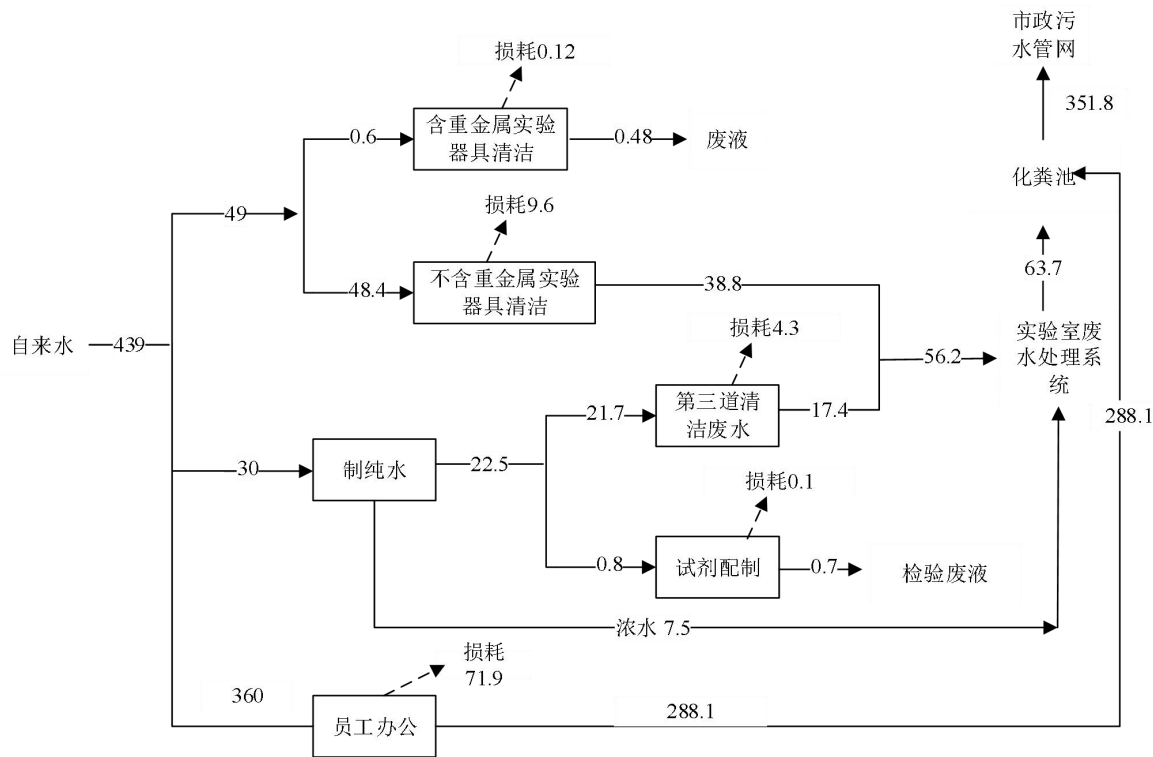 市政污
水管网
损耗0.12
351.8
0.6
含重金属实验
器具清洁
0.48
废液
化粪池
49
损耗9.6
48.4
不含重金属实验
器具清洁
38.8
63.7
自来水
439
损耗4.3
实验室废
水处理系
统
56.2
21.7
第三道清
洁废水
17.4
288.1
30
制纯水
22.5
损耗0.1
0.8
试剂配制
0.7
检验废液
浓水 7.5
损耗
71.9
360
员工办公
288.1